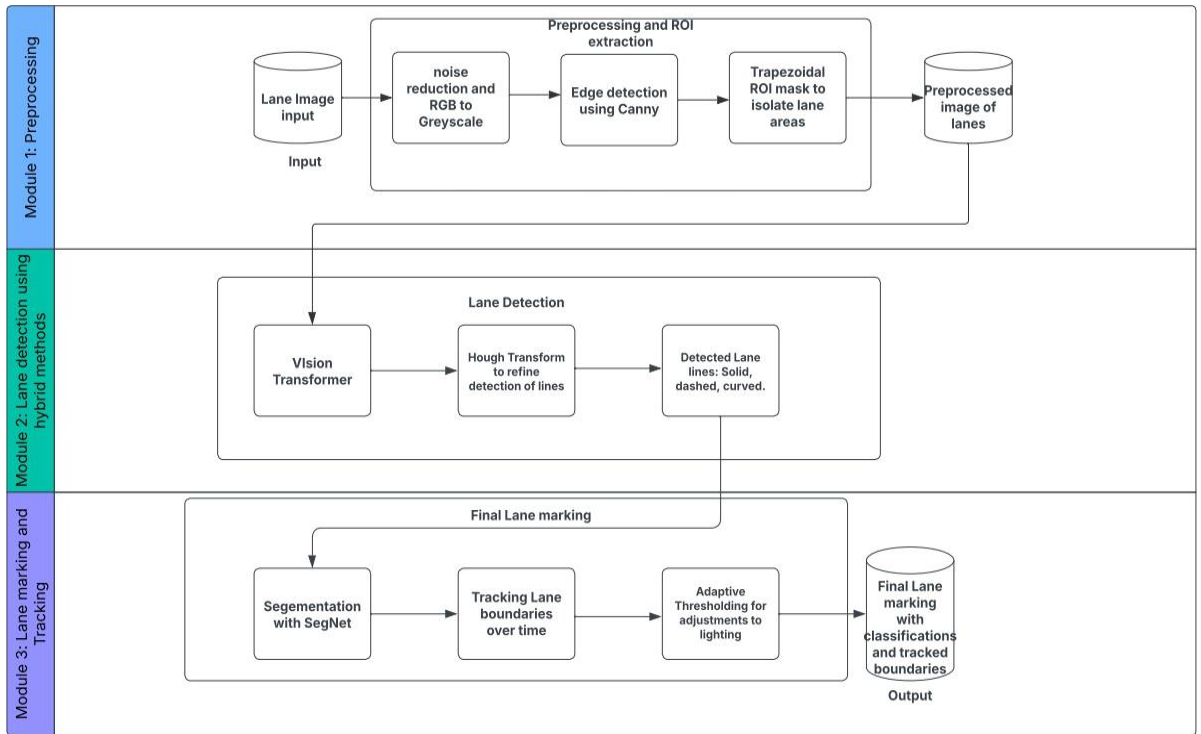 Module 1: Preprocessing
Preprocessing and ROI
extraction
Lane Image
input
Input
noise
reduction and
RGB to
Greyscale
Edge detection
using Canny
Trapezoidal
ROI mask to
isolate lane
areas
Preprocessed
image of
lanes
Module 2: Lane detection using
hybrid methods
Lane Detection
VIsion
Transformer
Hough Transform
to refine
detection of lines
Detected Lane
lines: Solid,
dashed, curved.
Module 3: Lane marking and
Tracking
Final Lane marking
Segementation
with SegNet
Tracking Lane
boundaries
over time
Adaptive
Thresholding for
adjustments to
lighting
Final Lane
marking
with
classifications
and tracked
boundaries
Output